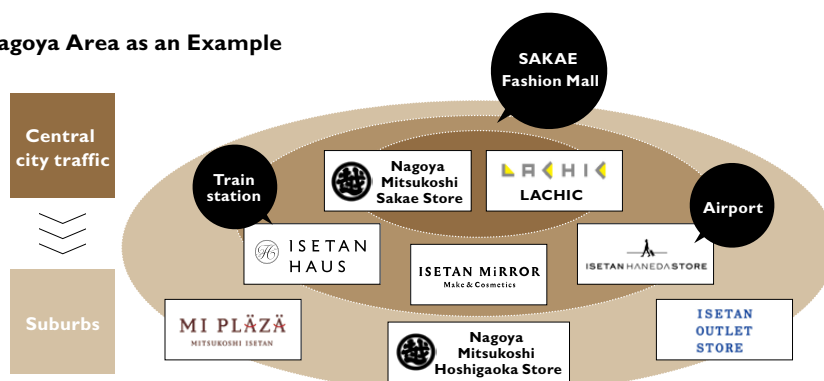 agoya Area as an Example
SAKAE
Fashion Mall
Central
city traffic
Train
station
越
Nagoya
Mitsukoshi
Sakae Store
LACHIC
LACHIC
Airport
H
ISETAN
HAUS
ISETAN MiRROR
Make & Cosmetics
ISETAN HANEDA STORE
Suburbs
MI PLÄZÄ
MITSUKOSHI ISETAN
越
Nagoya
Mitsukoshi
Hoshigaoka Store
ISETAN
OUTLET
STORE